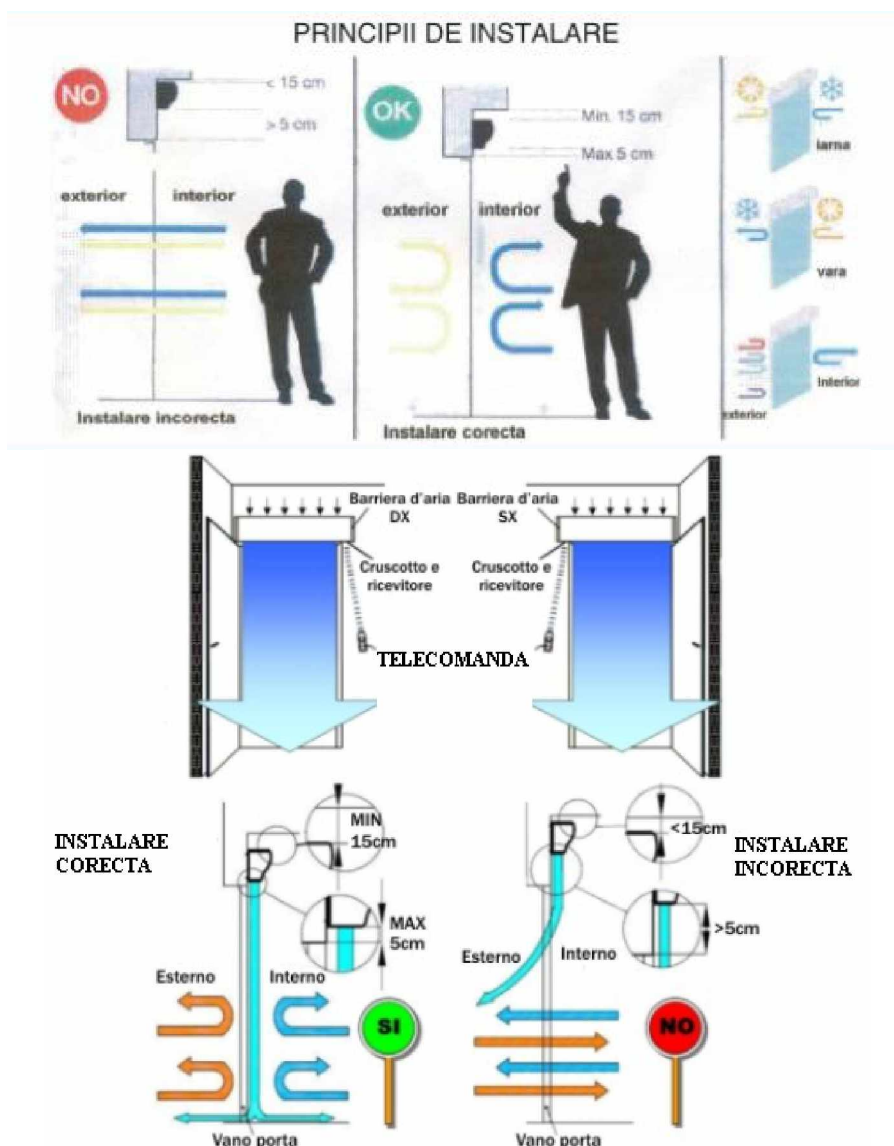 PRINCIPII DE INSTALARE
NO
< 15 cm
> 5 cm
exterior
interior
Instalare incorecta
OK
Min. 15 cm
Max 5 cm
exterior
interior
Instalare corecta
iarna
vara
exterior
Interior
Barriera d'aria
DX
Cruscotto e
ricevitore
Barriera d'aria
SX
Cruscotto e
ricevitore
TELECOMANDA
INSTALARE
CORECTA
MIN
15cm
MAX
5cm
Esterno
Interno
SI
Vano porta
<15cm
INSTALARE
INCORECTA
>5cm
Esterno
Interno
NO
Vano porta